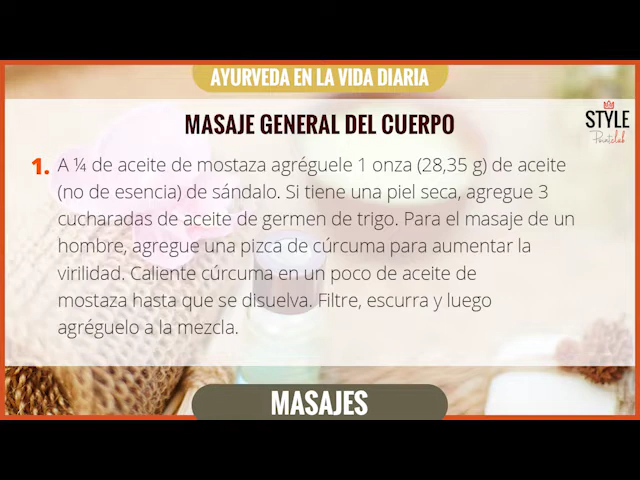 AYURVEDA EN LA VIDA DIARIA
MASAJE GENERAL DEL CUERPO
STYLE
Privateclub
1. A ¼ de aceite de mostaza agréguele 1 onza (28,35 g) de aceite
(no de esencia) de sándalo. Si tiene una piel seca, agregue 3
cucharadas de aceite de germen de trigo. Para el masaje de un
hombre, agregue una pizca de cúrcuma para aumentar la
virilidad. Caliente cúrcuma en un poco de aceite de
mostaza hasta que se disuelva. Filtre, escurra y luego
agréguelo a la mezcla.
MASAJES